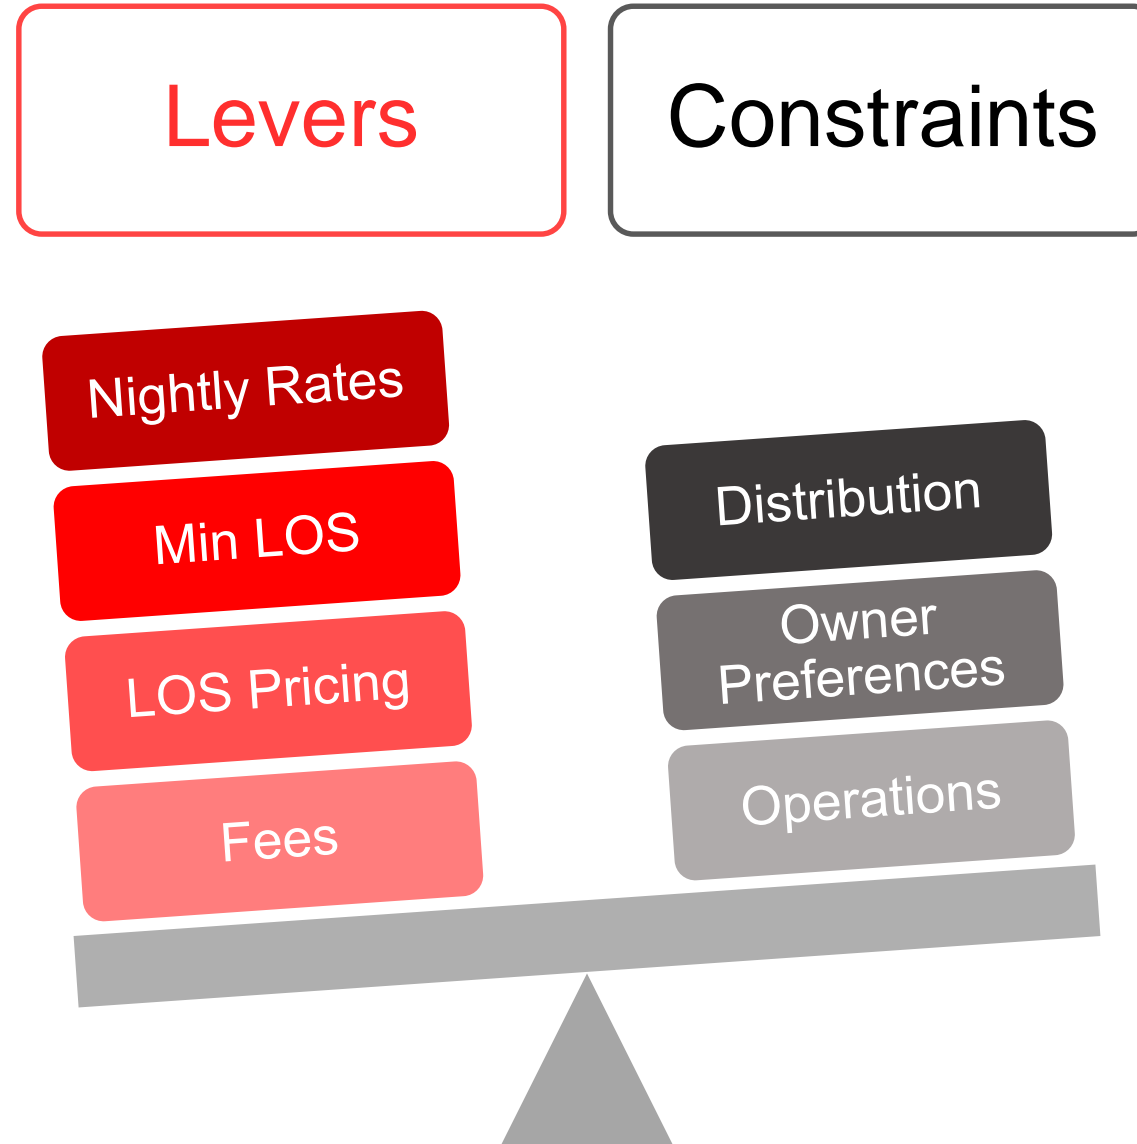 Levers
Constraints
Nightly Rates
Min LOS
LOS Pricing
Fees
Distribution
Owner
Preferences
Operations